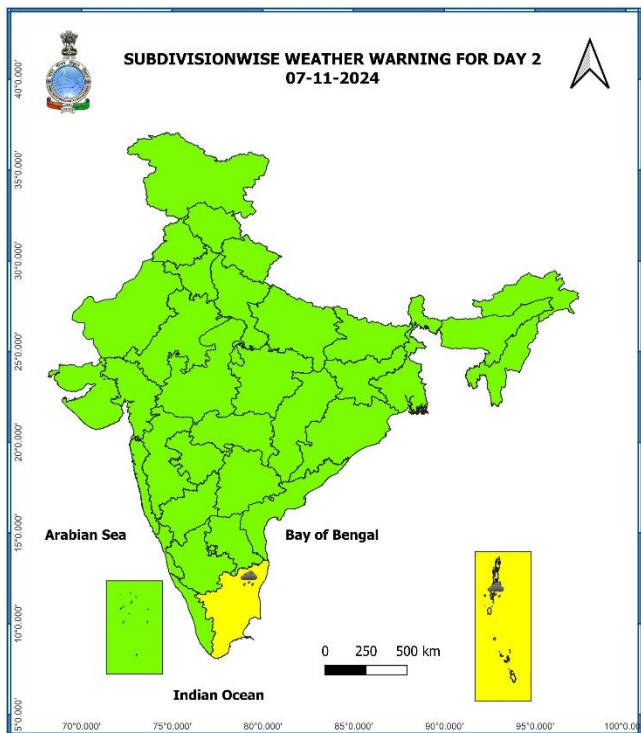 SUBDIVISIONWISE WEATHER WARNING FOR DAY 2
07-11-2024
40°0.000'
35°0.000'
30°0.000'
25°0.000'
20°0.000'
15°0.000'
10°0.000'
5°0.000'
Arabian Sea
Bay of Bengal
0 250 500 km
Indian Ocean
70°0.000' 75°0.000' 80°0.000' 85°0.000' 90°0.000' 95°0.000' 100°0.00